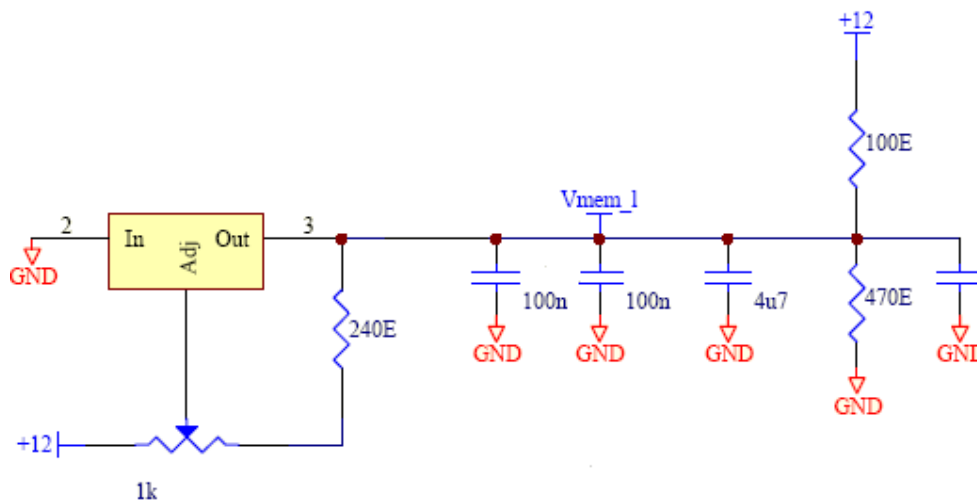 +12
100E
Vmem_1
2
In
Adj
Out
3
GND
100n
100n
4u7
470E
240E
GND
GND
GND
GND
GND
+12
1k